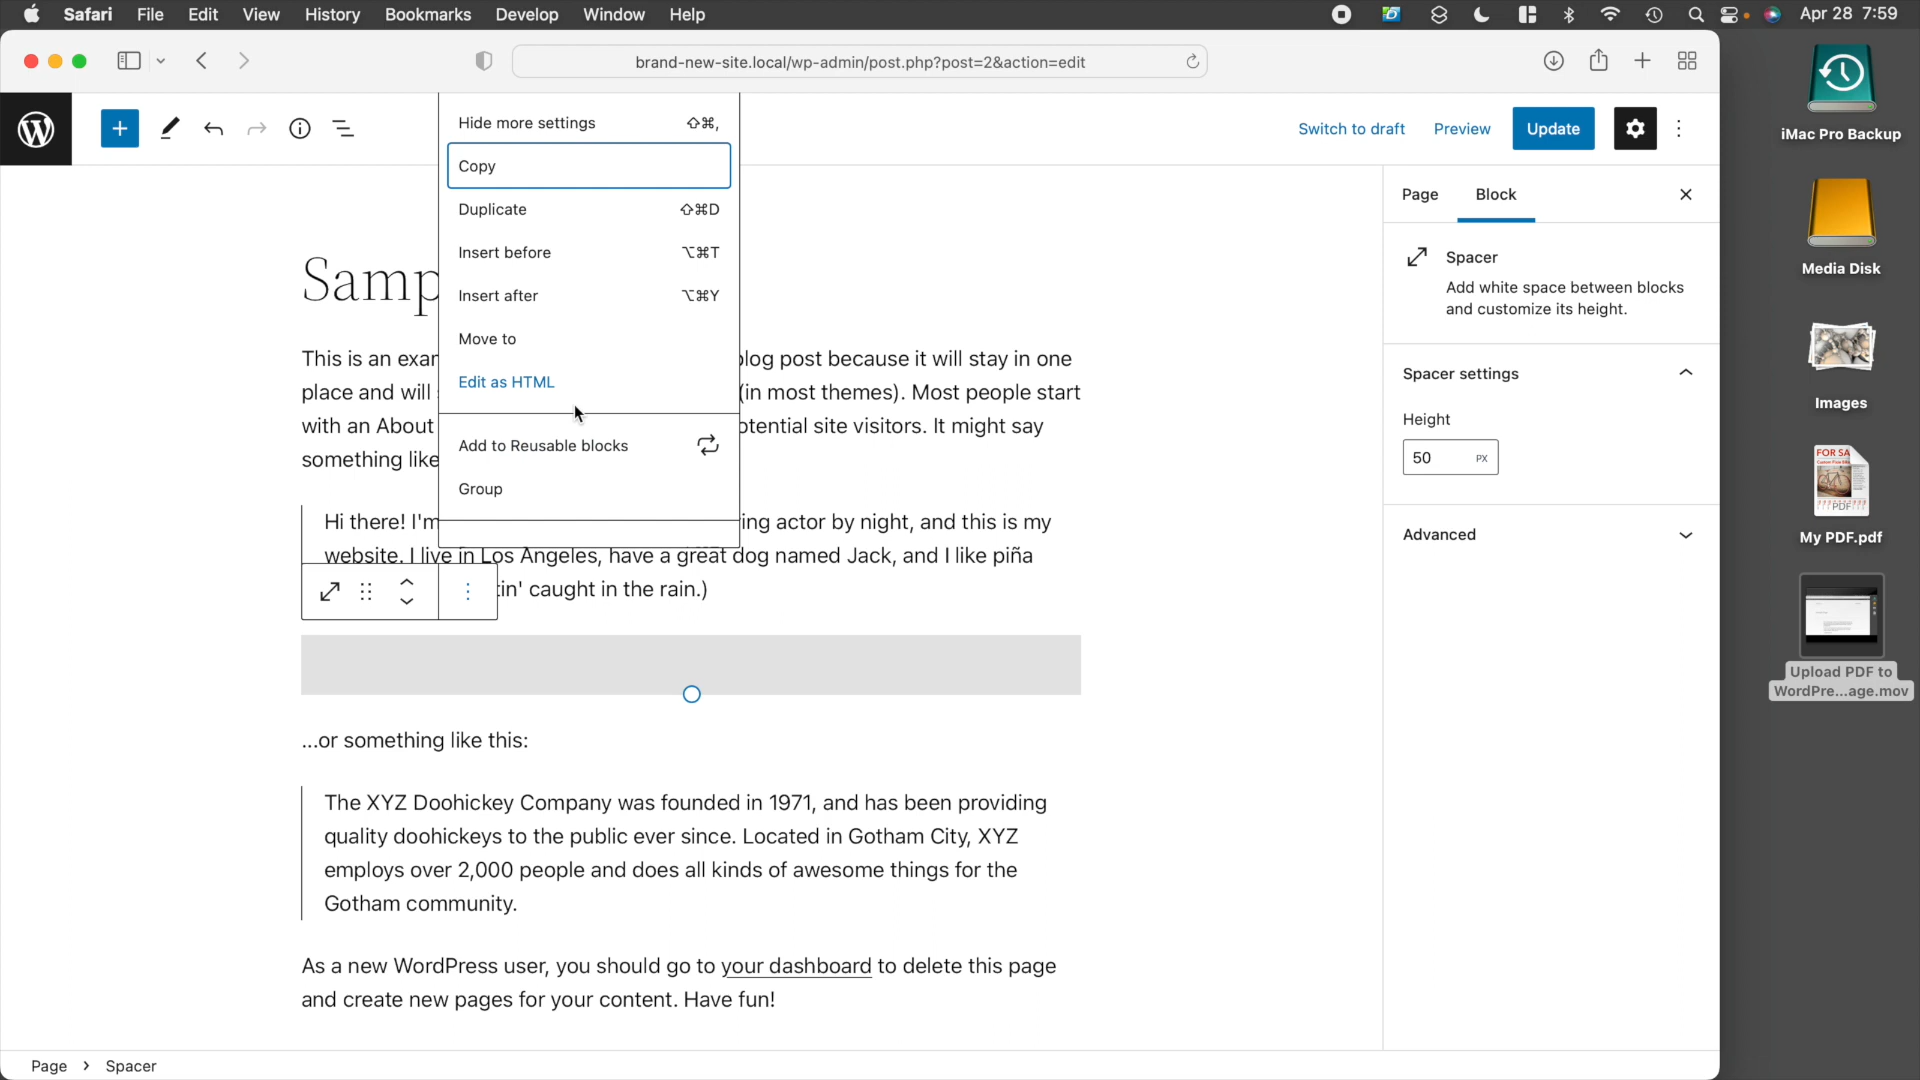 Safari File Edit View History Bookmarks Develop Window Help Apr 28 7:59
brand-new-site.local/wp-admin/post.php?post=2&action=edit
Switch to draft Preview Update
Hide more settings ⇧⌘,
Copy
Duplicate ⇧⌘D
Insert before ⌥⌘T
Insert after ⌥⌘Y
Move to
Edit as HTML
Add to Reusable blocks
Group
Samp
This is an exar
log post because it will stay in one
place and will
(in most themes). Most people start
with an About
otential site visitors. It might say
something like
Hi there! I'm
ing actor by night, and this is my
website. I live in Los Angeles, have a great dog named Jack, and I like piña
tin' caught in the rain.)
...or something like this:
The XYZ Doohickey Company was founded in 1971, and has been providing
quality doohickeys to the public ever since. Located in Gotham City, XYZ
employs over 2,000 people and does all kinds of awesome things for the
Gotham community.
As a new WordPress user, you should go to your dashboard to delete this page
and create new pages for your content. Have fun!
Page Block
Spacer
Add white space between blocks
and customize its height.
Spacer settings
Height
50 PX
Advanced
Page > Spacer
iMac Pro Backup
Media Disk
Images
FOR SA
PDF
My PDF.pdf
Upload PDF to
WordPre...age.mov